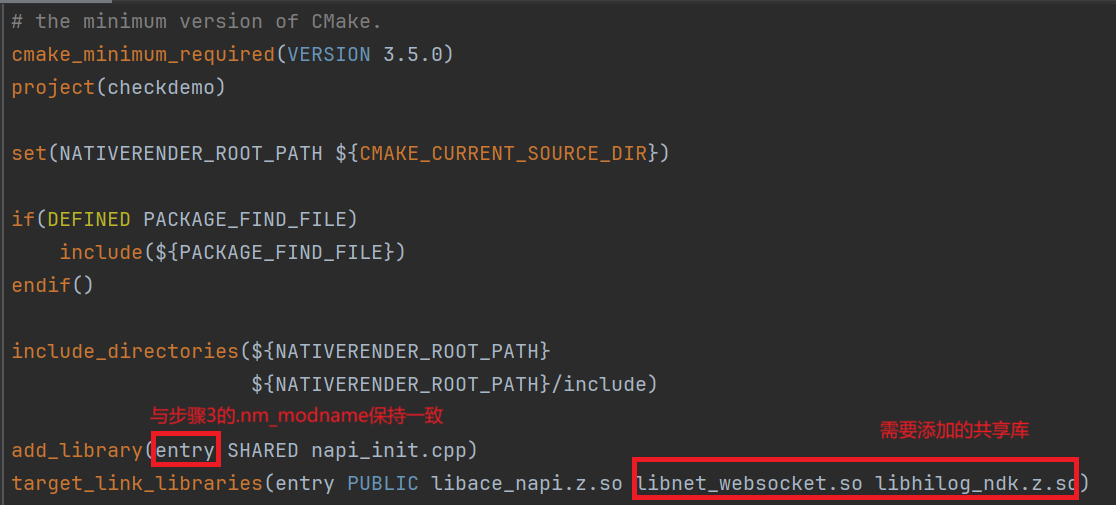 # the minimum version of CMake.
cmake_minimum_required(VERSION 3.5.0)
project(checkdemo)
set(NATIVERENDER_ROOT_PATH ${CMAKE_CURRENT_SOURCE_DIR})
if(DEFINED PACKAGE_FIND_FILE)
    include(${PACKAGE_FIND_FILE})
endif()
include_directories(${NATIVERENDER_ROOT_PATH}
                    ${NATIVERENDER_ROOT_PATH}/include)
与步骤3的.nm_modname保持一致
需要添加的共享库
add_library(entry SHARED napi_init.cpp)
target_link_libraries(entry PUBLIC libace_napi.z.so libnet_websocket.so libhilog_ndk.z.so)